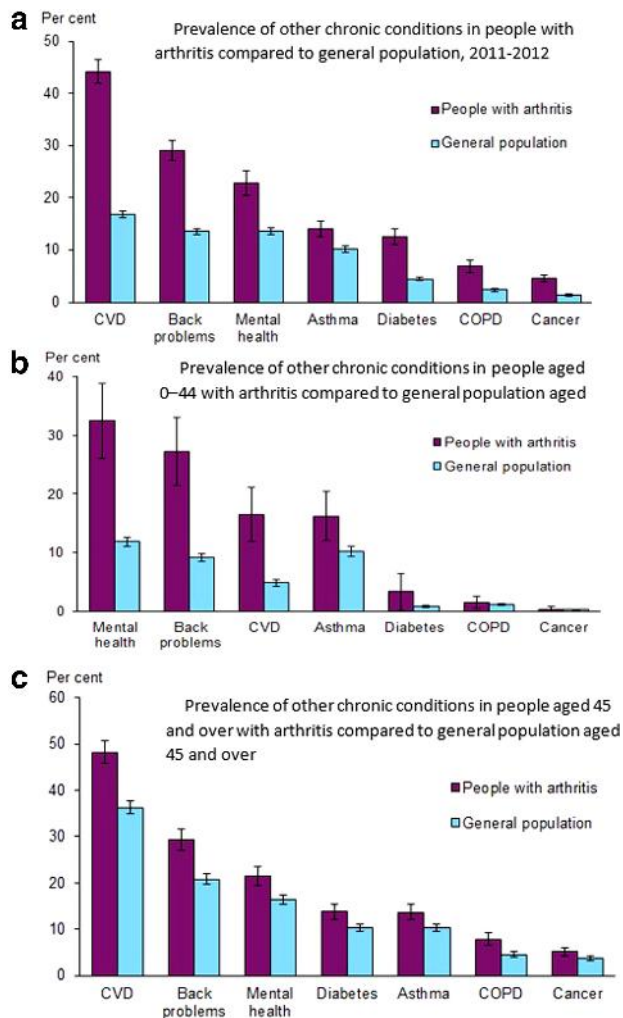 a
Per cent
Prevalence of other chronic conditions in people with
arthritis compared to general population, 2011-2012
50
40
30
20
10
0
People with arthritis
General population
CVD
Back
problems
Mental
health
Asthma
Diabetes
COPD
Cancer
b
Per cent
Prevalence of other chronic conditions in people aged
0–44 with arthritis compared to general population aged
40
30
20
10
0
People with arthritis
General population
Mental
health
Back
problems
CVD
Asthma
Diabetes
COPD
Cancer
c
Per cent
Prevalence of other chronic conditions in people aged 45
and over with arthritis compared to general population aged
45 and over
60
50
40
30
20
10
0
People with arthritis
General population
CVD
Back
problems
Mental
health
Diabetes
Asthma
COPD
Cancer